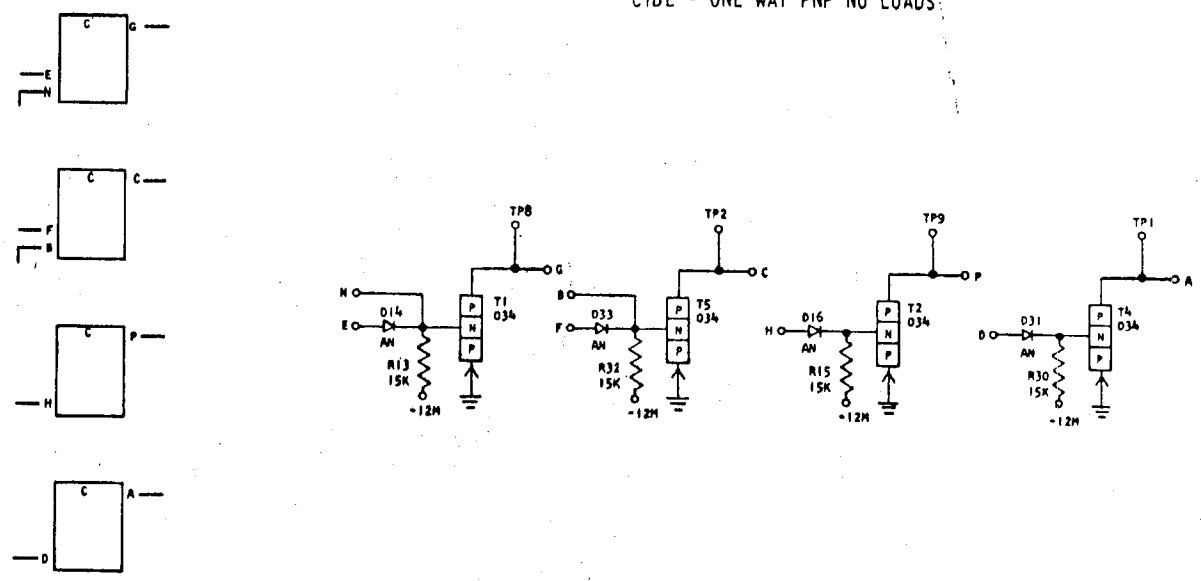 CYBE - ONE WAY PNP NO LOADS
C G
E
N
C C
F
B
C P
H
C A
D
TP8
G
N
D14
E
AN
R13
15K
-12M
P
N
P
T1
034
TP2
C
B
D33
F
AN
R32
15K
-12M
P
N
P
T5
034
TP9
P
D16
H
AN
R15
15K
-12M
P
N
P
T2
034
TP1
A
D31
D
AN
R30
15K
-12M
P
N
P
T4
034